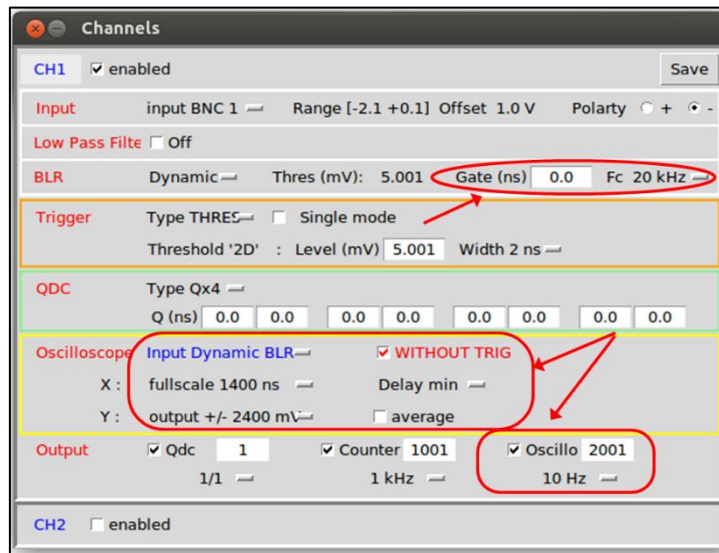 Channels
CH1 enabled Save
Input input BNC 1 Range [-2.1 +0.1] Offset 1.0 V Polarty + -
Low Pass Filte Off
BLR Dynamic Thres (mV): 5.001 Gate (ns) 0.0 Fc 20 kHz
Trigger Type THRES Single mode
Threshold '2D' : Level (mV) 5.001 Width 2 ns
QDC Type Qx4
Q (ns) 0.0 0.0 0.0 0.0 0.0 0.0 0.0 0.0
Oscilloscope Input Dynamic BLR WITHOUT TRIG
X : fullscale 1400 ns Delay min
Y : output +/- 2400 mV average
Output Qdc 1 Counter 1001 Oscillo 2001
1/1 1 kHz 10 Hz
CH2 enabled